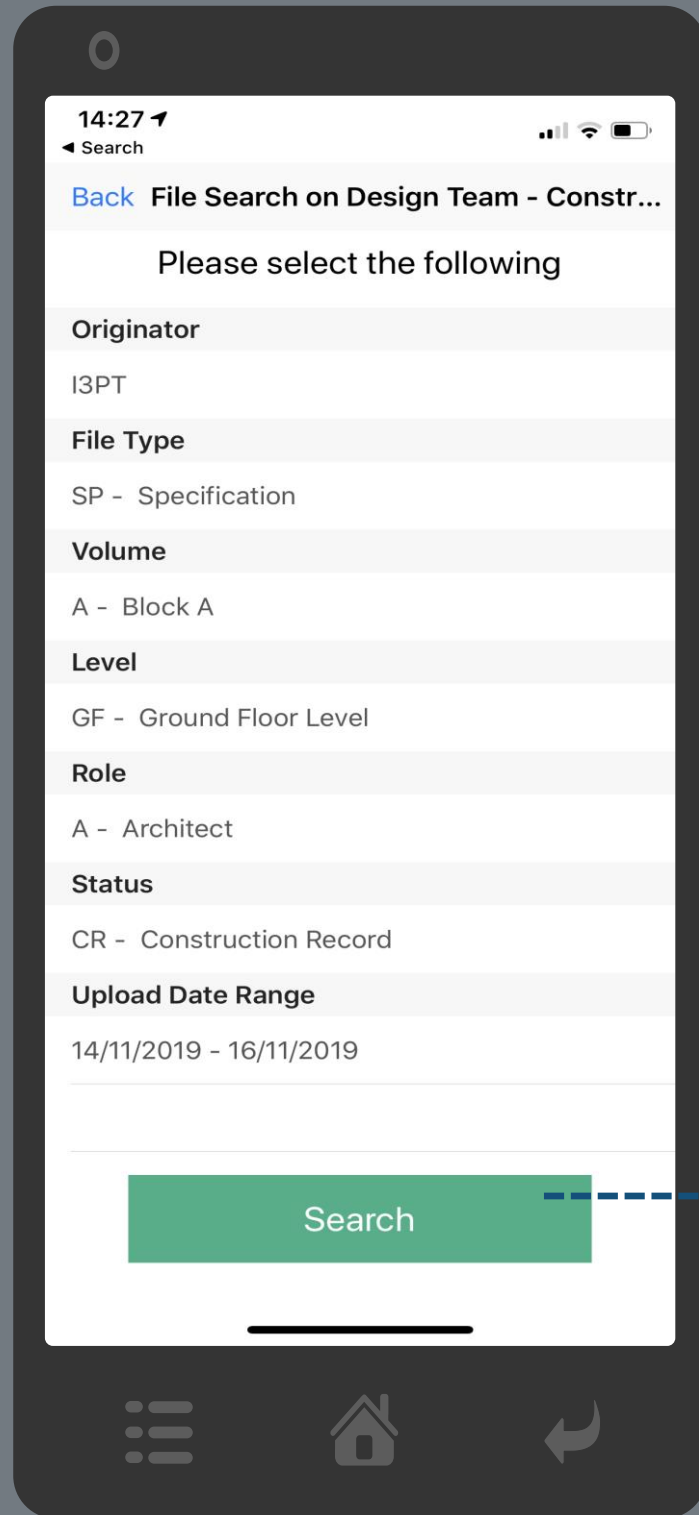 14:27
◀ Search
Back File Search on Design Team - Constr...
Please select the following
Originator
I3PT
File Type
SP - Specification
Volume
A - Block A
Level
GF - Ground Floor Level
Role
A - Architect
Status
CR - Construction Record
Upload Date Range
14/11/2019 - 16/11/2019
Search